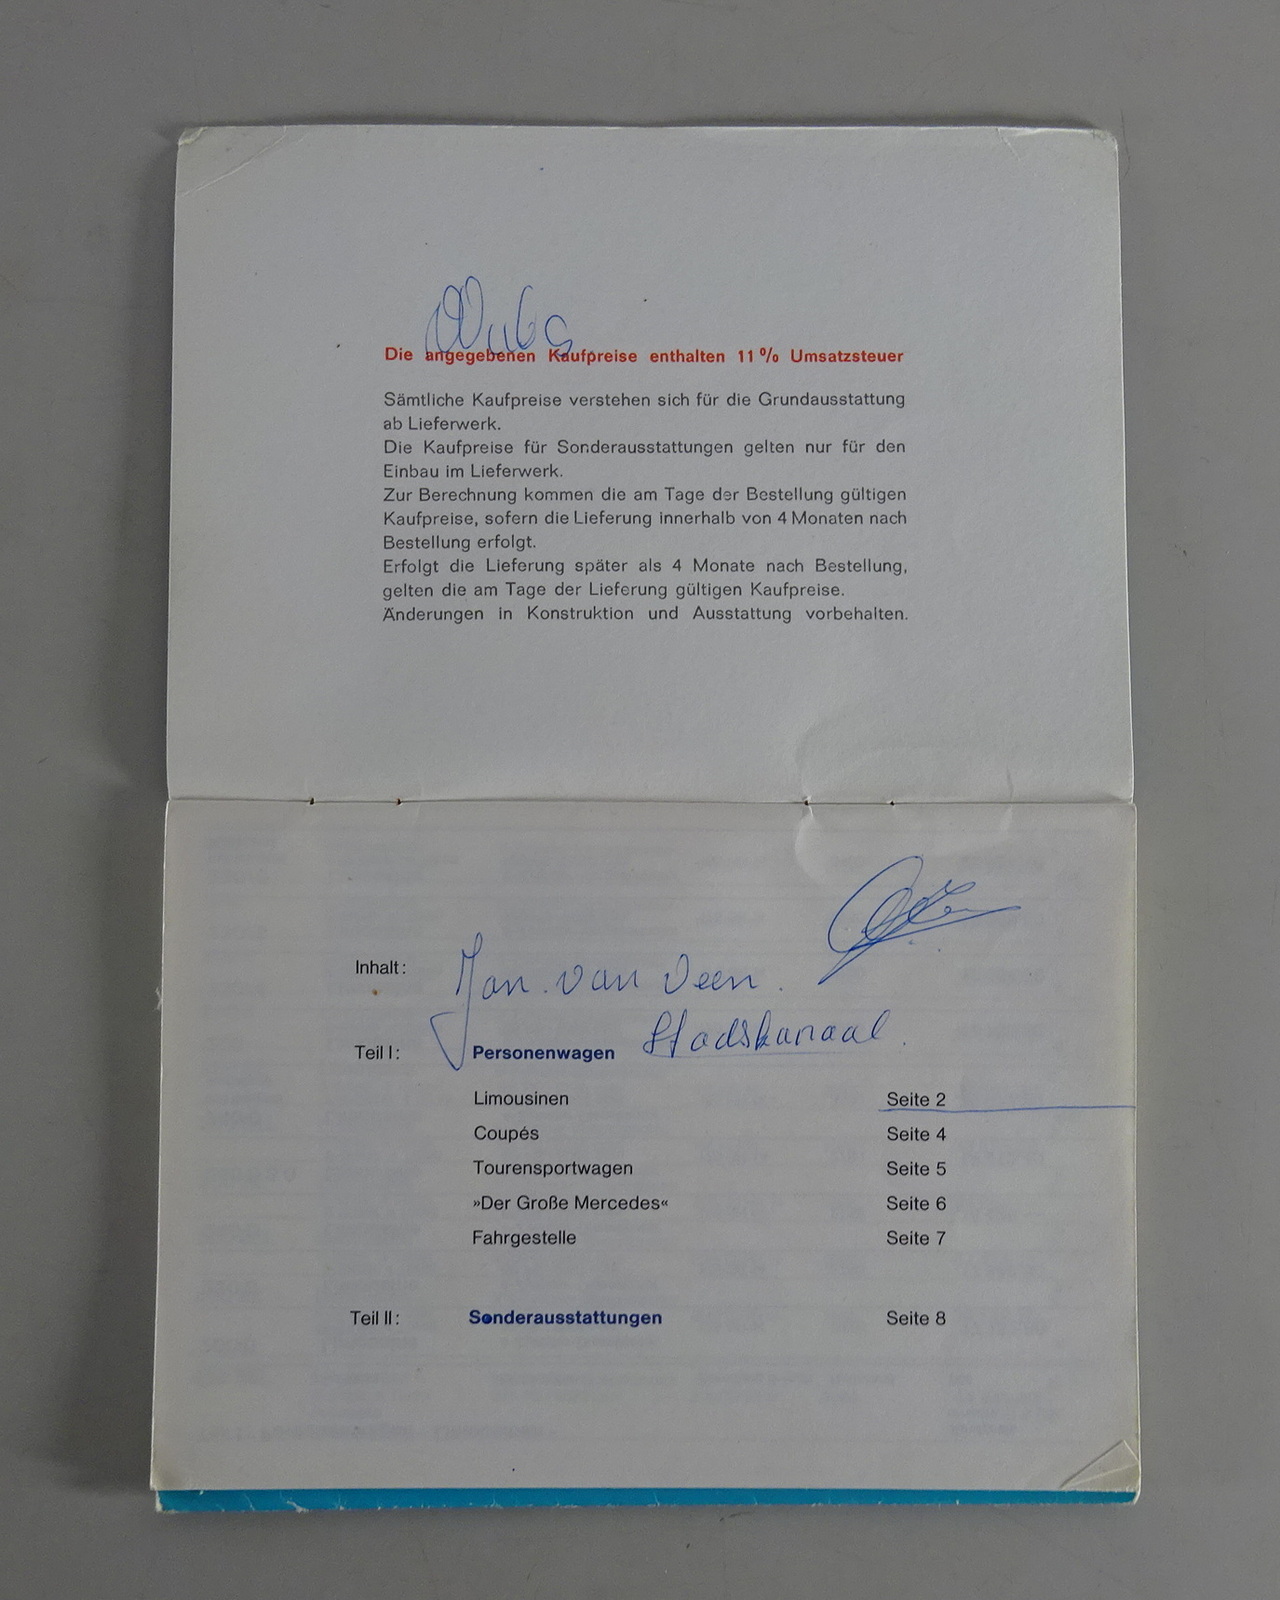 Die angegebenen Kaufpreise enthalten 11% Umsatzsteuer
Sämtliche Kaufpreise verstehen sich für die Grundausstattung
ab Lieferwerk.
Die Kaufpreise für Sonderausstattungen gelten nur für den
Einbau im Lieferwerk.
Zur Berechnung kommen die am Tage der Bestellung gültigen
Kaufpreise, sofern die Lieferung innerhalb von 4 Monaten nach
Bestellung erfolgt.
Erfolgt die Lieferung später als 4 Monate nach Bestellung,
gelten die am Tage der Lieferung gültigen Kaufpreise.
Änderungen in Konstruktion und Ausstattung vorbehalten.
Inhalt: Jan. van Veen.
Stadskanaal.
Teil I: Personenwagen
Limousinen Seite 2
Coupés Seite 4
Tourensportwagen Seite 5
»Der Große Mercedes« Seite 6
Fahrgestelle Seite 7
Teil II: Sonderausstattungen Seite 8